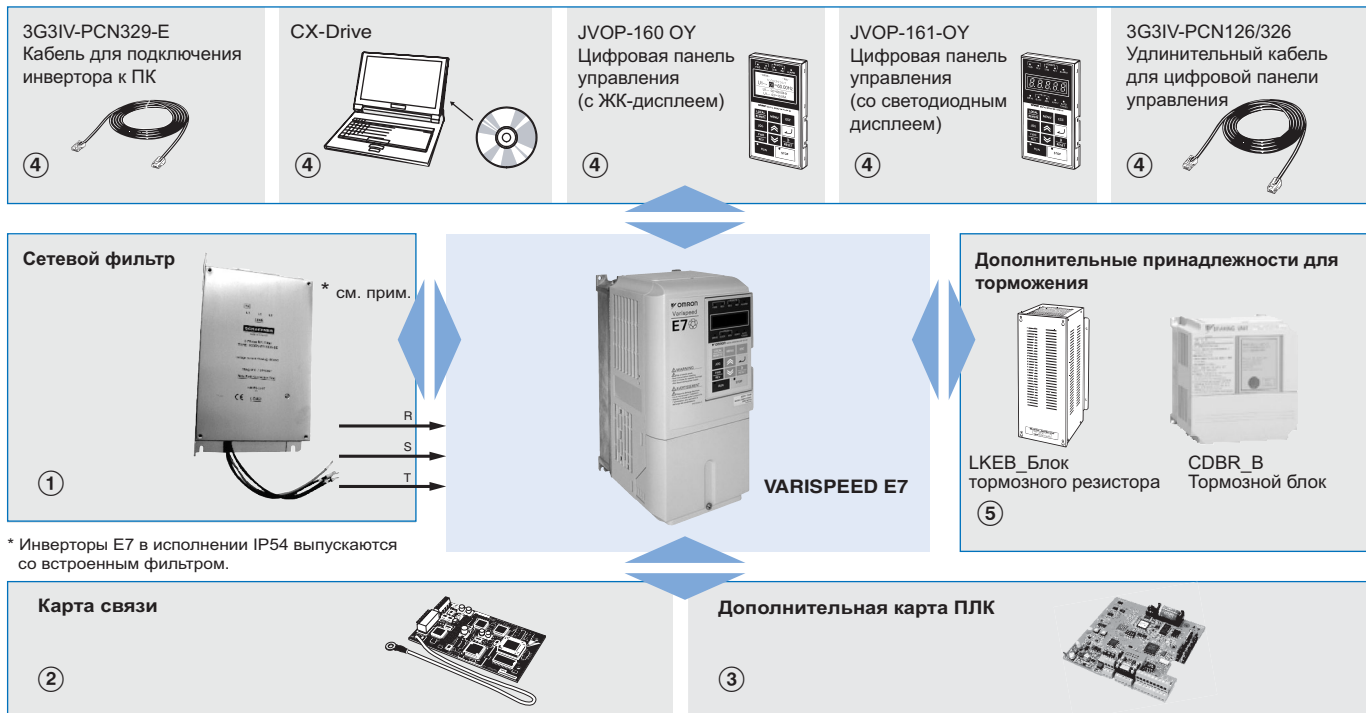 3G3IV-PCN329-E
Кабель для подключения
инвертора к ПК
④
CX-Drive
④
JVOP-160 OY
Цифровая панель
управления
(с ЖК-дисплеем)
④
JVOP-161-OY
Цифровая панель
управления
(со светодиодным
дисплеем)
④
3G3IV-PCN126/326
Удлинительный кабель
для цифровой панели
управления
④
Сетевой фильтр
* см. прим.
①
R
S
T
OMRON
Varispeed
E7
VARISPEED E7
Дополнительные принадлежности для
торможения
LKEB_Блок
тормозного резистора
CDBR_B
Тормозной блок
⑤
* Инверторы E7 в исполнении IP54 выпускаются
со встроенным фильтром.
Карта связи
②
Дополнительная карта ПЛК
③